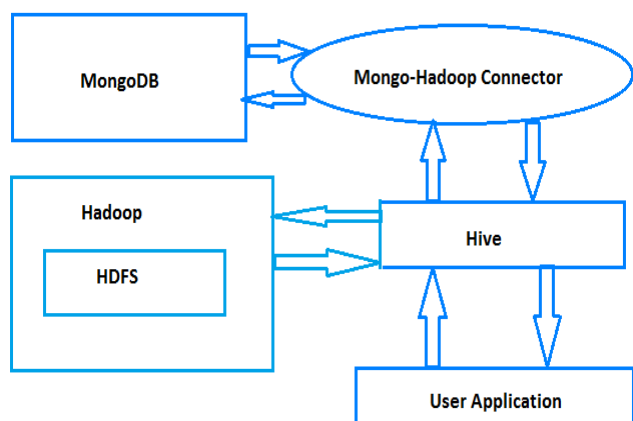 MongoDB
Mongo-Hadoop Connector
Hadoop
HDFS
Hive
User Application